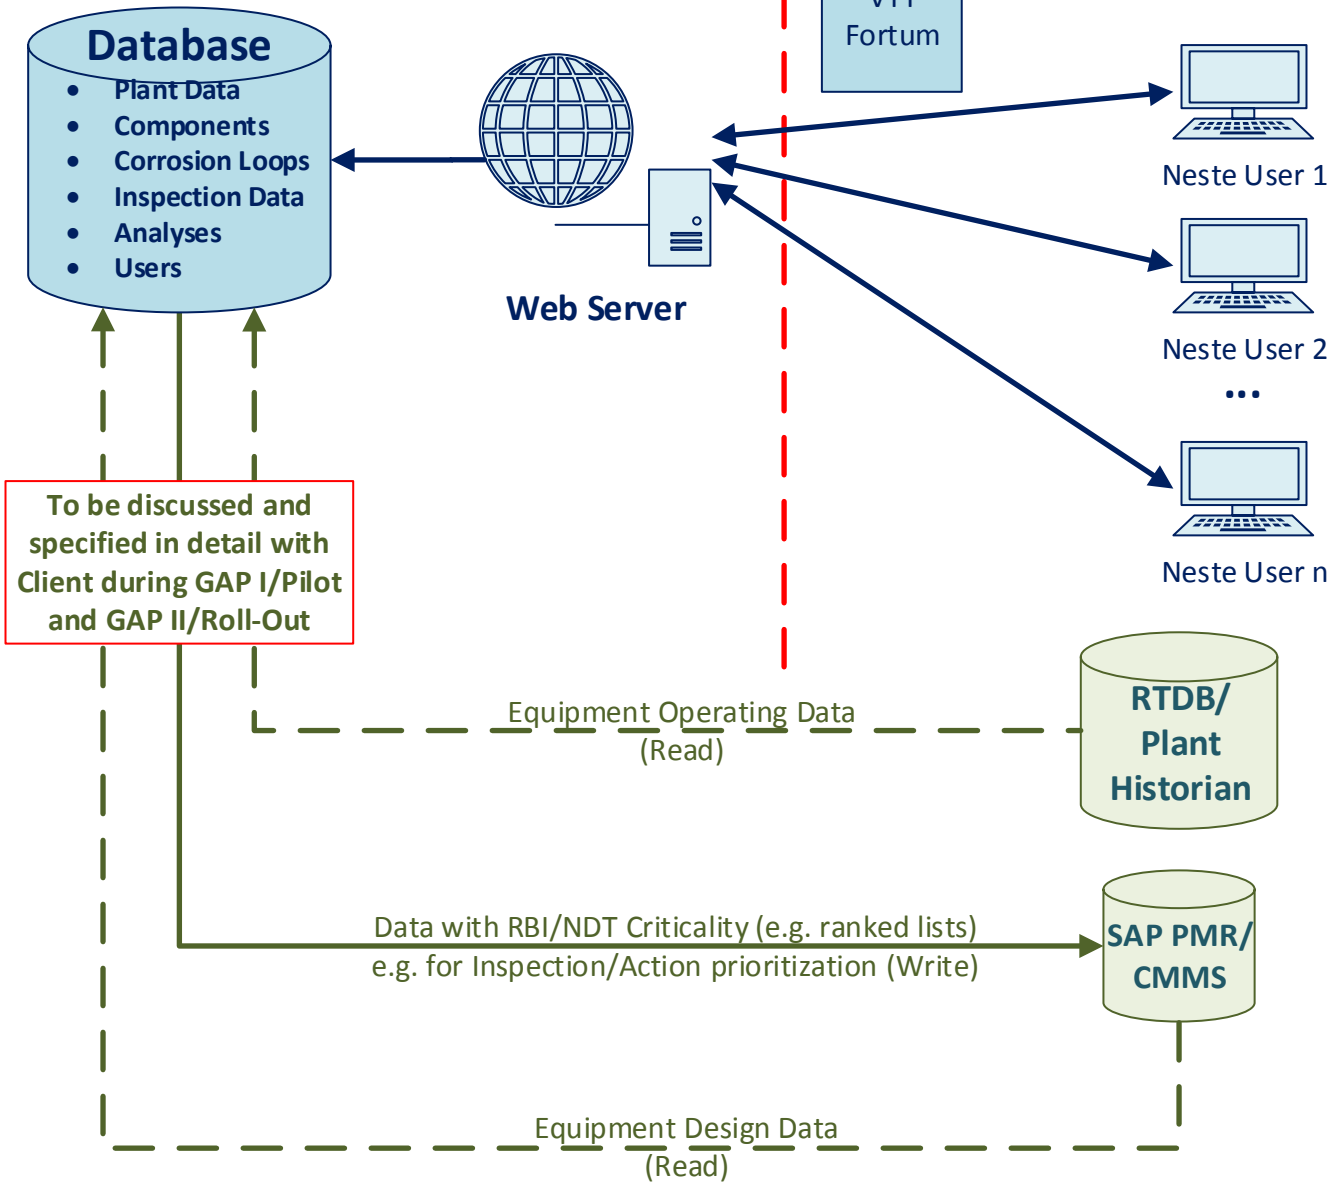 Fortum
Database
• Plant Data
• Components
• Corrosion Loops
• Inspection Data
• Analyses
• Users
Web Server
Neste User 1
Neste User 2
...
Neste User n
To be discussed and
specified in detail with
Client during GAP I/Pilot
and GAP II/Roll-Out
RTDB/
Plant
Historian
Equipment Operating Data
(Read)
Data with RBI/NDT Criticality (e.g. ranked lists)
e.g. for Inspection/Action prioritization (Write)
SAP PMR/
CMMS
Equipment Design Data
(Read)